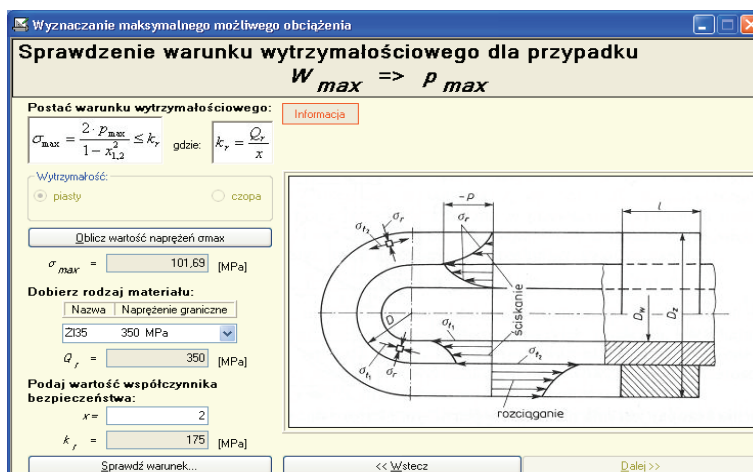 Wyznaczanie maksymalnego możliwego obciążenia
Sprawdzenie warunku wytrzymałościowego dla przypadku
W max => p max
Postać warunku wytrzymałościowego:
Informacja
σmax = 2 · pmax / 1 − x²1,2 ≤ kr gdzie: kr = Qr / x
Wytrzymałość:
piasty czopa
Oblicz wartość naprężeń σmax
σ max = 101,69 [MPa]
Dobierz rodzaj materiału:
Nazwa Naprężenie graniczne
Zl35 350 MPa
Q r = 350 [MPa]
Podaj wartość współczynnika
bezpieczeństwa:
x = 2
k r = 175 [MPa]
Sprawdź warunek...
<< Wstecz
Dalej >>
−p
l
σt2 σr
σr
ściskanie
D
Dw
Dz
σt1
σt2
σt1 σr
rozciąganie